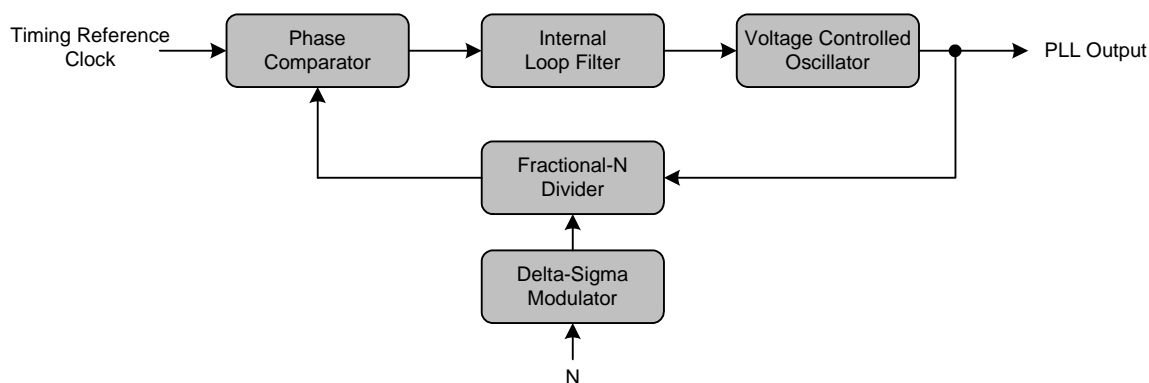 Timing Reference
Clock
Phase
Comparator
Internal
Loop Filter
Voltage Controlled
Oscillator
PLL Output
Fractional-N
Divider
Delta-Sigma
Modulator
N